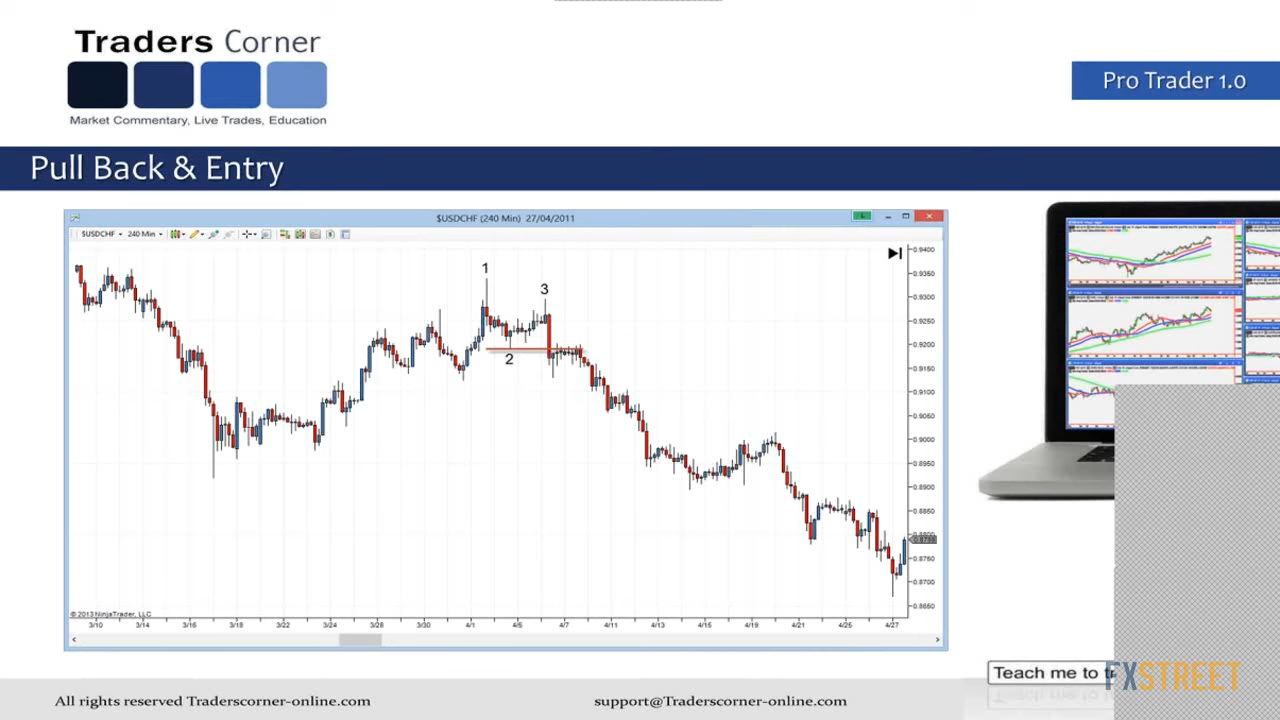 Traders Corner
Market Commentary, Live Trades, Education
Pro Trader 1.0
Pull Back & Entry
$USDCHF (240 Min) 27/04/2011
$USDCHF 240 Min
0.9400
1
0.9350
3
0.9300
0.9250
0.9200
2
0.9150
0.9100
0.9050
0.9000
0.8950
0.8900
0.8850
0.8800
0.8750
0.8700
0.8650
© 2013 NinjaTrader, LLC
3/10 3/14 3/16 3/18 3/22 3/24 3/28 3/30 4/1 4/5 4/7 4/11 4/13 4/15 4/19 4/21 4/25 4/27
Teach me to
FXSTREET
All rights reserved Traderscorner-online.com
support@Traderscorner-online.com